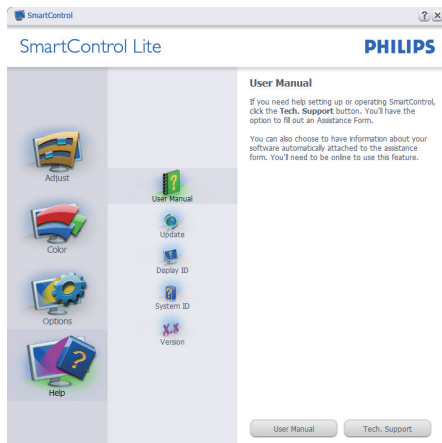 SmartControl
SmartControl Lite
PHILIPS
Adjust
Color
Options
Help
User Manual
Update
Display ID
System ID
X.X
Version
User Manual
If you need help setting up or operating SmartControl,
click the Tech. Support button. You'll have the
option to fill out an Assistance Form.
You can also choose to have information about your
software automatically attached to the assistance
form. You'll need to be online to use this feature.
User Manual
Tech. Support